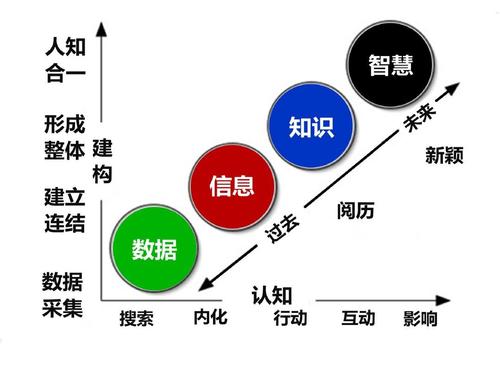 人知
合一
形成
整体
建立
连结
数据
采集
建
构
智慧
知识
信息
数据
未来
过去
新颖
阅历
认知
搜索
内化
行动
互动
影响